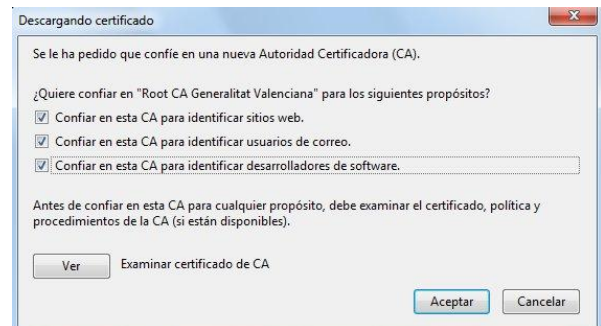 Descargando certificado
Se le ha pedido que confíe en una nueva Autoridad Certificadora (CA).
¿Quiere confiar en "Root CA Generalitat Valenciana" para los siguientes propósitos?
Confiar en esta CA para identificar sitios web.
Confiar en esta CA para identificar usuarios de correo.
Confiar en esta CA para identificar desarrolladores de software.
Antes de confiar en esta CA para cualquier propósito, debe examinar el certificado, política y
procedimientos de la CA (si están disponibles).
Ver Examinar certificado de CA
Aceptar Cancelar